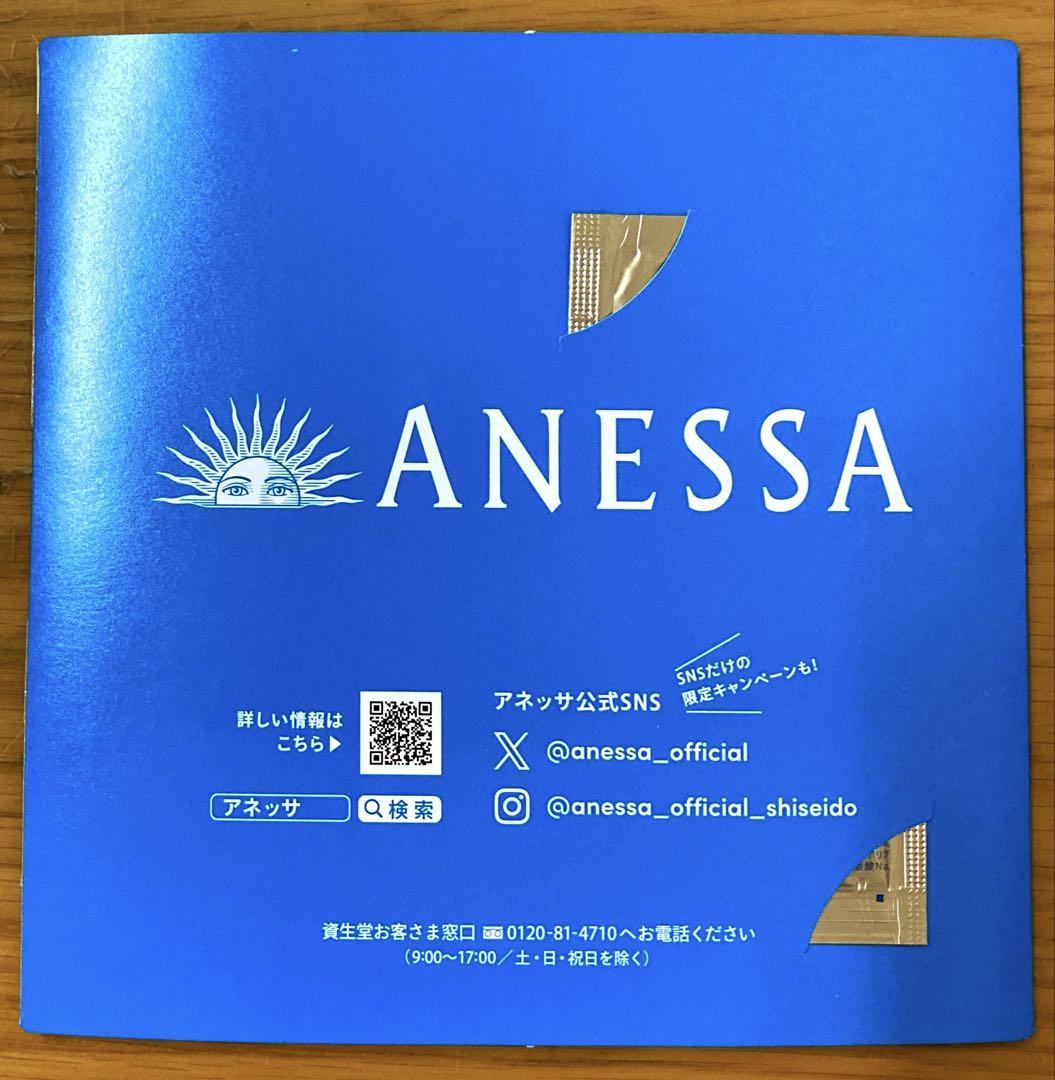 ANESSA
SNSだけの
限定キャンペーンも!
アネッサ公式SNS
詳しい情報は
こちら▶
@anessa_official
アネッサ 検索
@anessa_official_shiseido
酸Na
資生堂お客さま窓口 0120-81-4710へお電話ください
(9:00～17:00／土・日・祝日を除く)